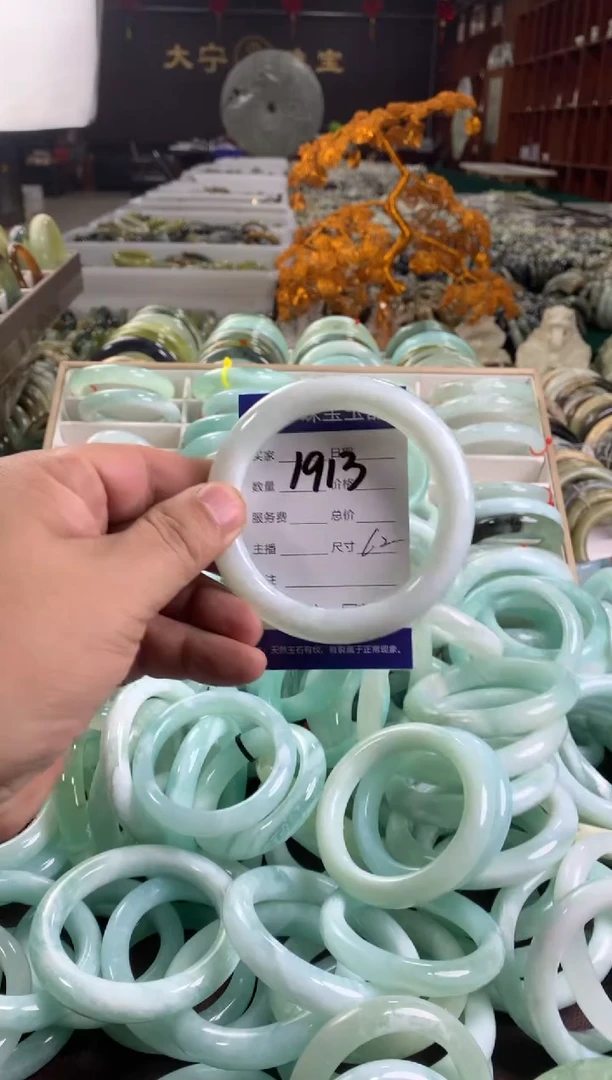 大宁 宝
买家 日期
1913
数量 价格
服务费 总价
主播 尺寸 62
注
天然玉石有纹,有裂属于正常现象。